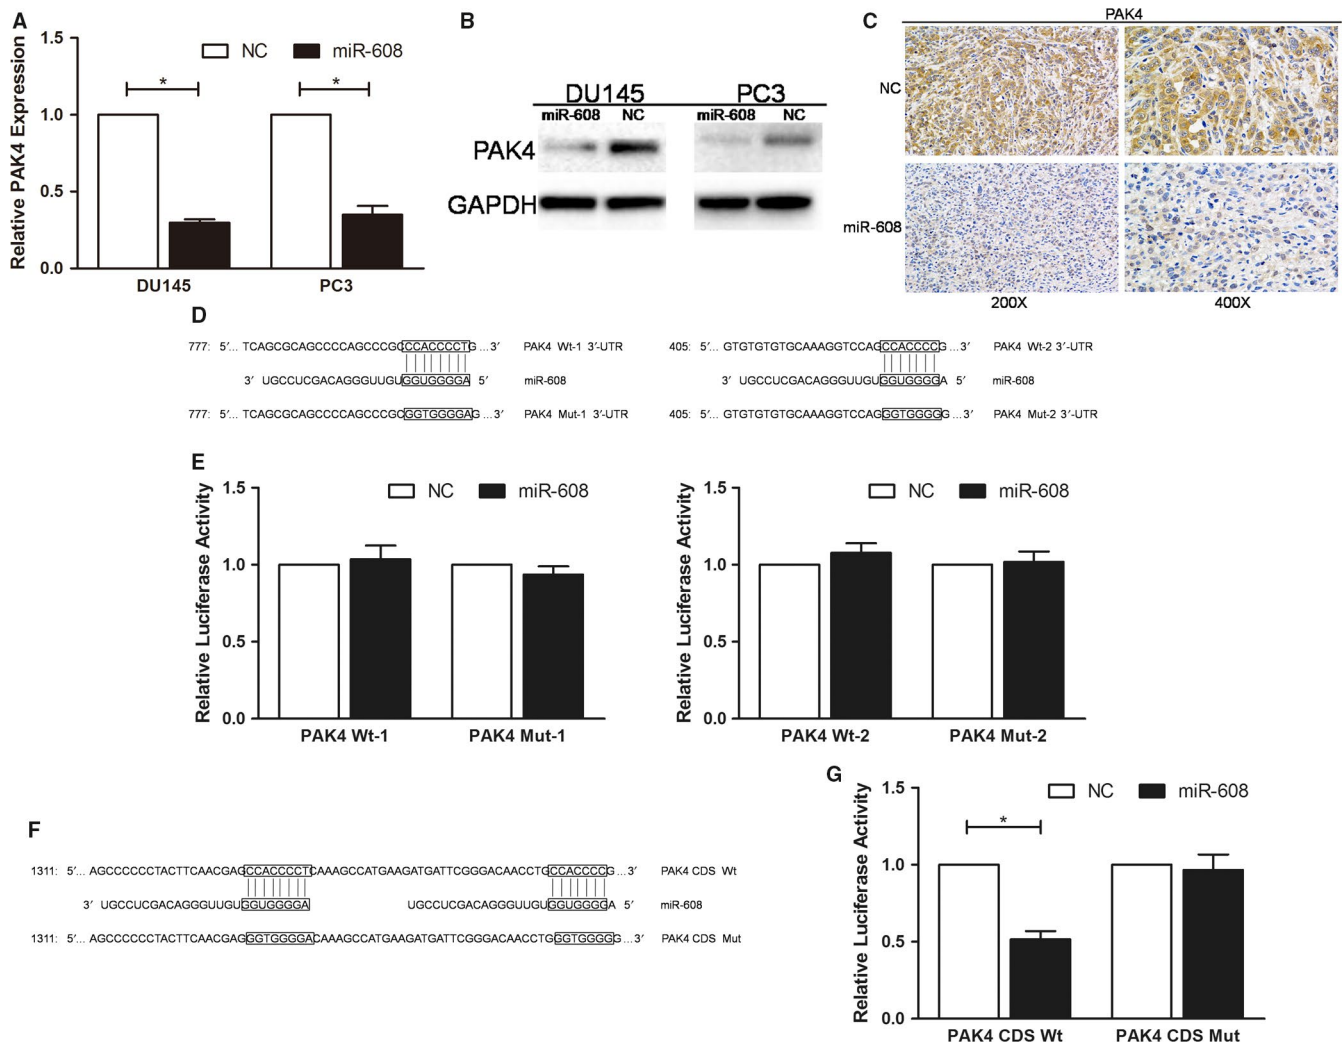 A
Relative PAK4 Expression
1.5
1.0
0.5
0.0
NC
miR-608
*
*
DU145
PC3
B
DU145
PC3
miR-608
NC
miR-608
NC
PAK4
GAPDH
C
PAK4
NC
miR-608
200X
400X
D
777: 5′... TCAGCGCAGCCCCAGCCCGCCCACCCCTG ...3′ PAK4 Wt-1 3′-UTR
3′ UGCCUCGACAGGGUUGUGGUGGGGA 5′ miR-608
777: 5′... TCAGCGCAGCCCCAGCCCGCGGTGGGGAG ...3′ PAK4 Mut-1 3′-UTR
405: 5′... GTGTGTGTGCAAAGGTCCAGCCACCCCG ...3′ PAK4 Wt-2 3′-UTR
3′ UGCCUCGACAGGGUUGUGGUGGGGA 5′ miR-608
405: 5′... GTGTGTGTGCAAAGGTCCAGGGTGGGGG ...3′ PAK4 Mut-2 3′-UTR
E
Relative Luciferase Activity
1.5
1.0
0.5
0.0
NC
miR-608
PAK4 Wt-1
PAK4 Mut-1
Relative Luciferase Activity
1.5
1.0
0.5
0.0
NC
miR-608
PAK4 Wt-2
PAK4 Mut-2
F
1311: 5′... AGCCCCCCTACTTCAACGAGCCACCCCTCAAAGCCATGAAGATGATTCGGGACAACCTGCCACCCCG ...3′ PAK4 CDS Wt
3′ UGCCUCGACAGGGUUGUGGUGGGGA UGCCUCGACAGGGUUGUGGUGGGGA 5′ miR-608
1311: 5′... AGCCCCCCTACTTCAACGAGGGTGGGGACAAAGCCATGAAGATGATTCGGGACAACCTGGGTGGGGG ...3′ PAK4 CDS Mut
G
Relative Luciferase Activity
1.5
1.0
0.5
0.0
NC
miR-608
*
PAK4 CDS Wt
PAK4 CDS Mut